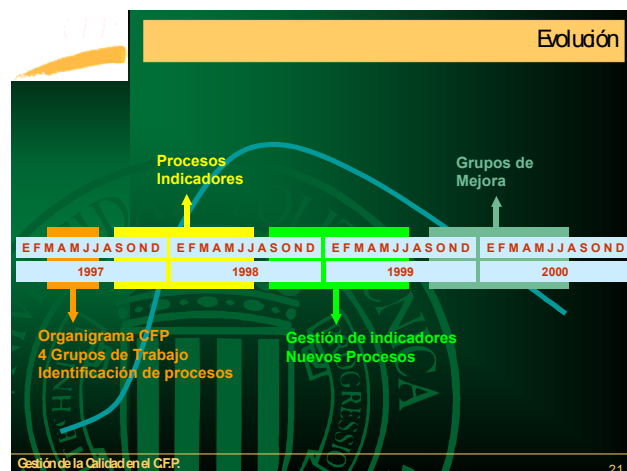 Evolución
Procesos
Indicadores
Grupos de
Mejora
E F M A M J J A S O N D E F M A M J J A S O N D E F M A M J J A S O N D E F M A M J J A S O N D
1997 1998 1999 2000
Organigrama CFP
4 Grupos de Trabajo
Identificación de procesos
Gestión de indicadores
Nuevos Procesos
Gestión de la Calidad en el C.F.P.
21